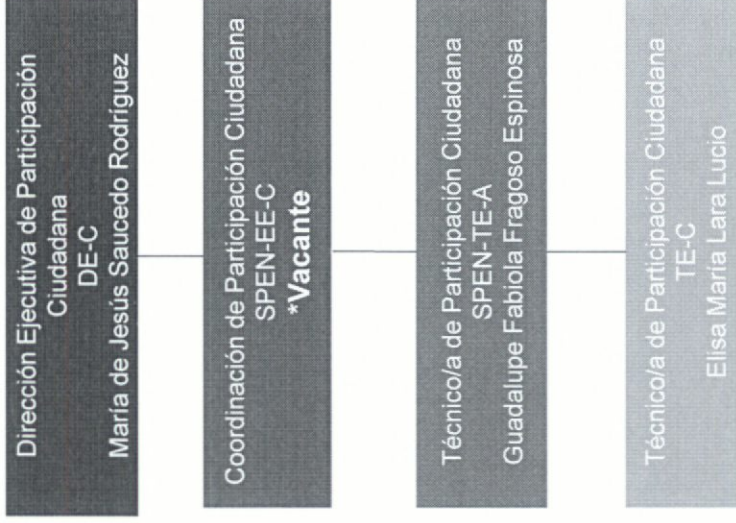 Dirección Ejecutiva de Participación
Ciudadana
DE-C
María de Jesús Saucedo Rodríguez
Coordinación de Participación Ciudadana
SPEN-EE-C
*Vacante
Técnico/a de Participación Ciudadana
SPEN-TE-A
Guadalupe Fabiola Fragoso Espinosa
Técnico/a de Participación Ciudadana
TE-C
Elisa María Lara Lucio